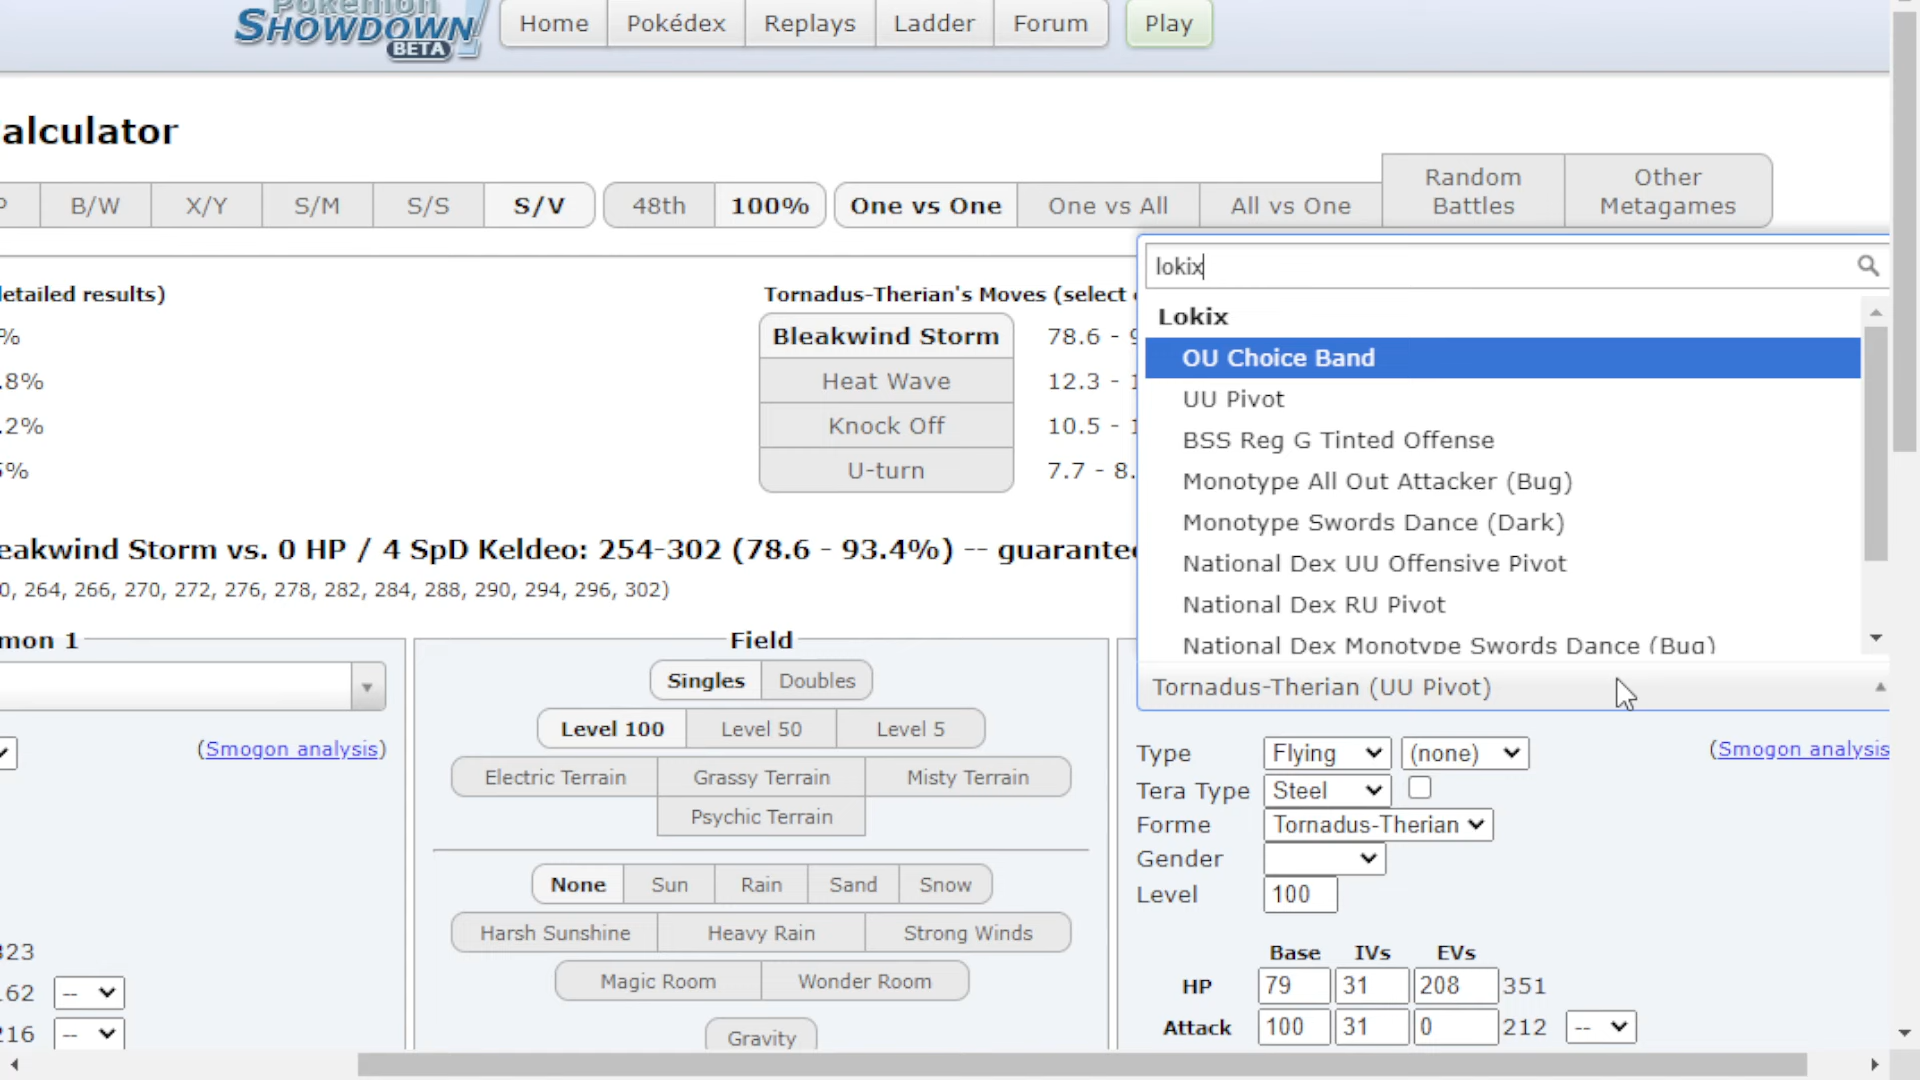 Pokémon
SHOWDOWN!
BETA
Home Pokédex Replays Ladder Forum Play
alculator
P B/W X/Y S/M S/S S/V 48th 100% One vs One One vs All All vs One Random Battles Other Metagames
lokix
Lokix
OU Choice Band
UU Pivot
BSS Reg G Tinted Offense
Monotype All Out Attacker (Bug)
Monotype Swords Dance (Dark)
National Dex UU Offensive Pivot
National Dex RU Pivot
National Dex Monotype Swords Dance (Bug)
Tornadus-Therian (UU Pivot)
etailed results)
%
.8%
.2%
5%
Tornadus-Therian's Moves (select
Bleakwind Storm 78.6 - 9
Heat Wave 12.3 - 1
Knock Off 10.5 - 1
U-turn 7.7 - 8.
eakwind Storm vs. 0 HP / 4 SpD Keldeo: 254-302 (78.6 - 93.4%) -- guarantee
0, 264, 266, 270, 272, 276, 278, 282, 284, 288, 290, 294, 296, 302)
mon 1
(Smogon analysis)
323
162 --
216 --
Field
Singles Doubles
Level 100 Level 50 Level 5
Electric Terrain Grassy Terrain Misty Terrain
Psychic Terrain
None Sun Rain Sand Snow
Harsh Sunshine Heavy Rain Strong Winds
Magic Room Wonder Room
Gravity
Type Flying (none) (Smogon analysis
Tera Type Steel
Forme Tornadus-Therian
Gender
Level 100
Base IVs EVs
HP 79 31 208 351
Attack 100 31 0 212 --